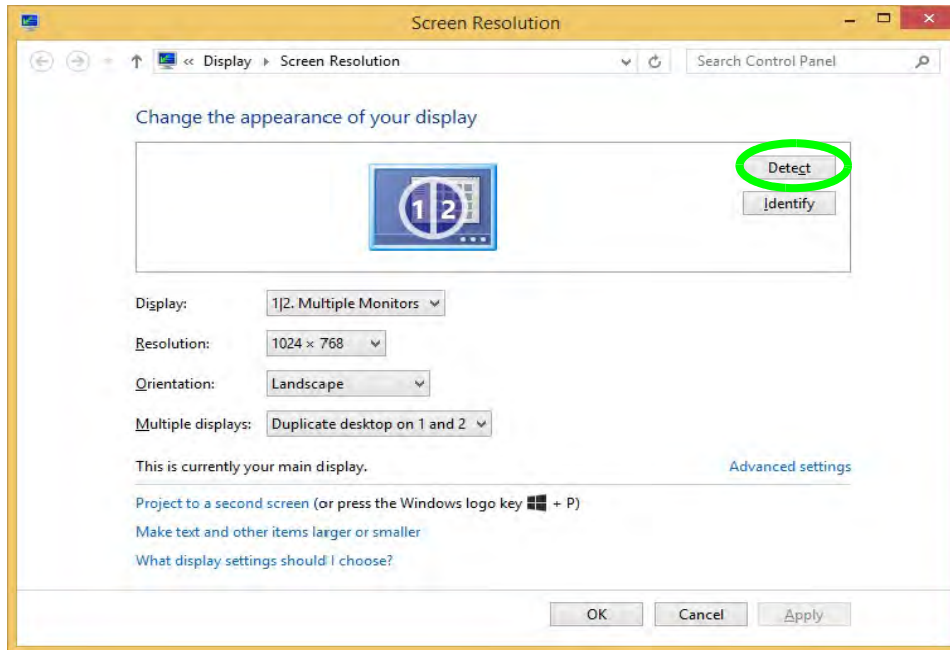 Screen Resolution
« Display ▸ Screen Resolution
Search Control Panel
Change the appearance of your display
Detect
1|2
Identify
Display: 1|2. Multiple Monitors
Resolution: 1024 × 768
Orientation: Landscape
Multiple displays: Duplicate desktop on 1 and 2
This is currently your main display.
Advanced settings
Project to a second screen (or press the Windows logo key + P)
Make text and other items larger or smaller
What display settings should I choose?
OK Cancel Apply